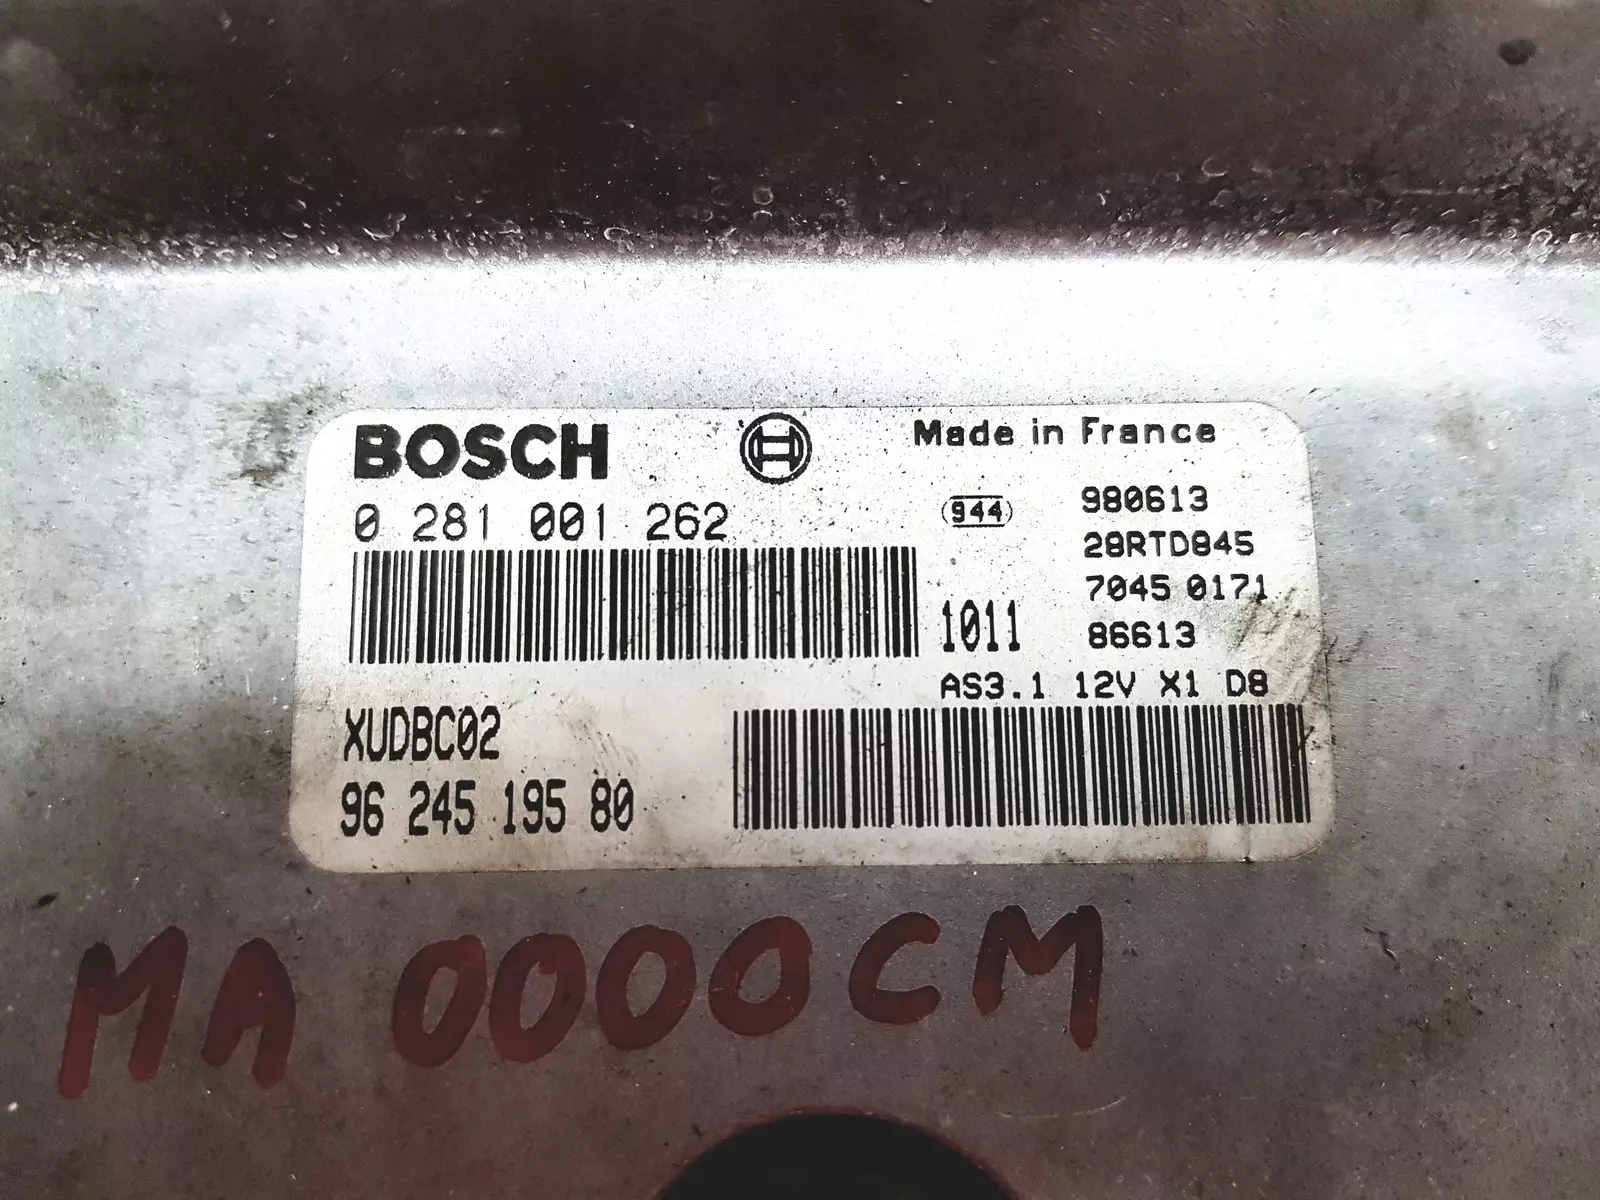 BOSCH
Made in France
0 281 001 262
944
980613
28RTD845
7045 0171
1011
86613
AS3.1 12V X1 D8
XUDBC02
96 245 195 80
MA 0000CM